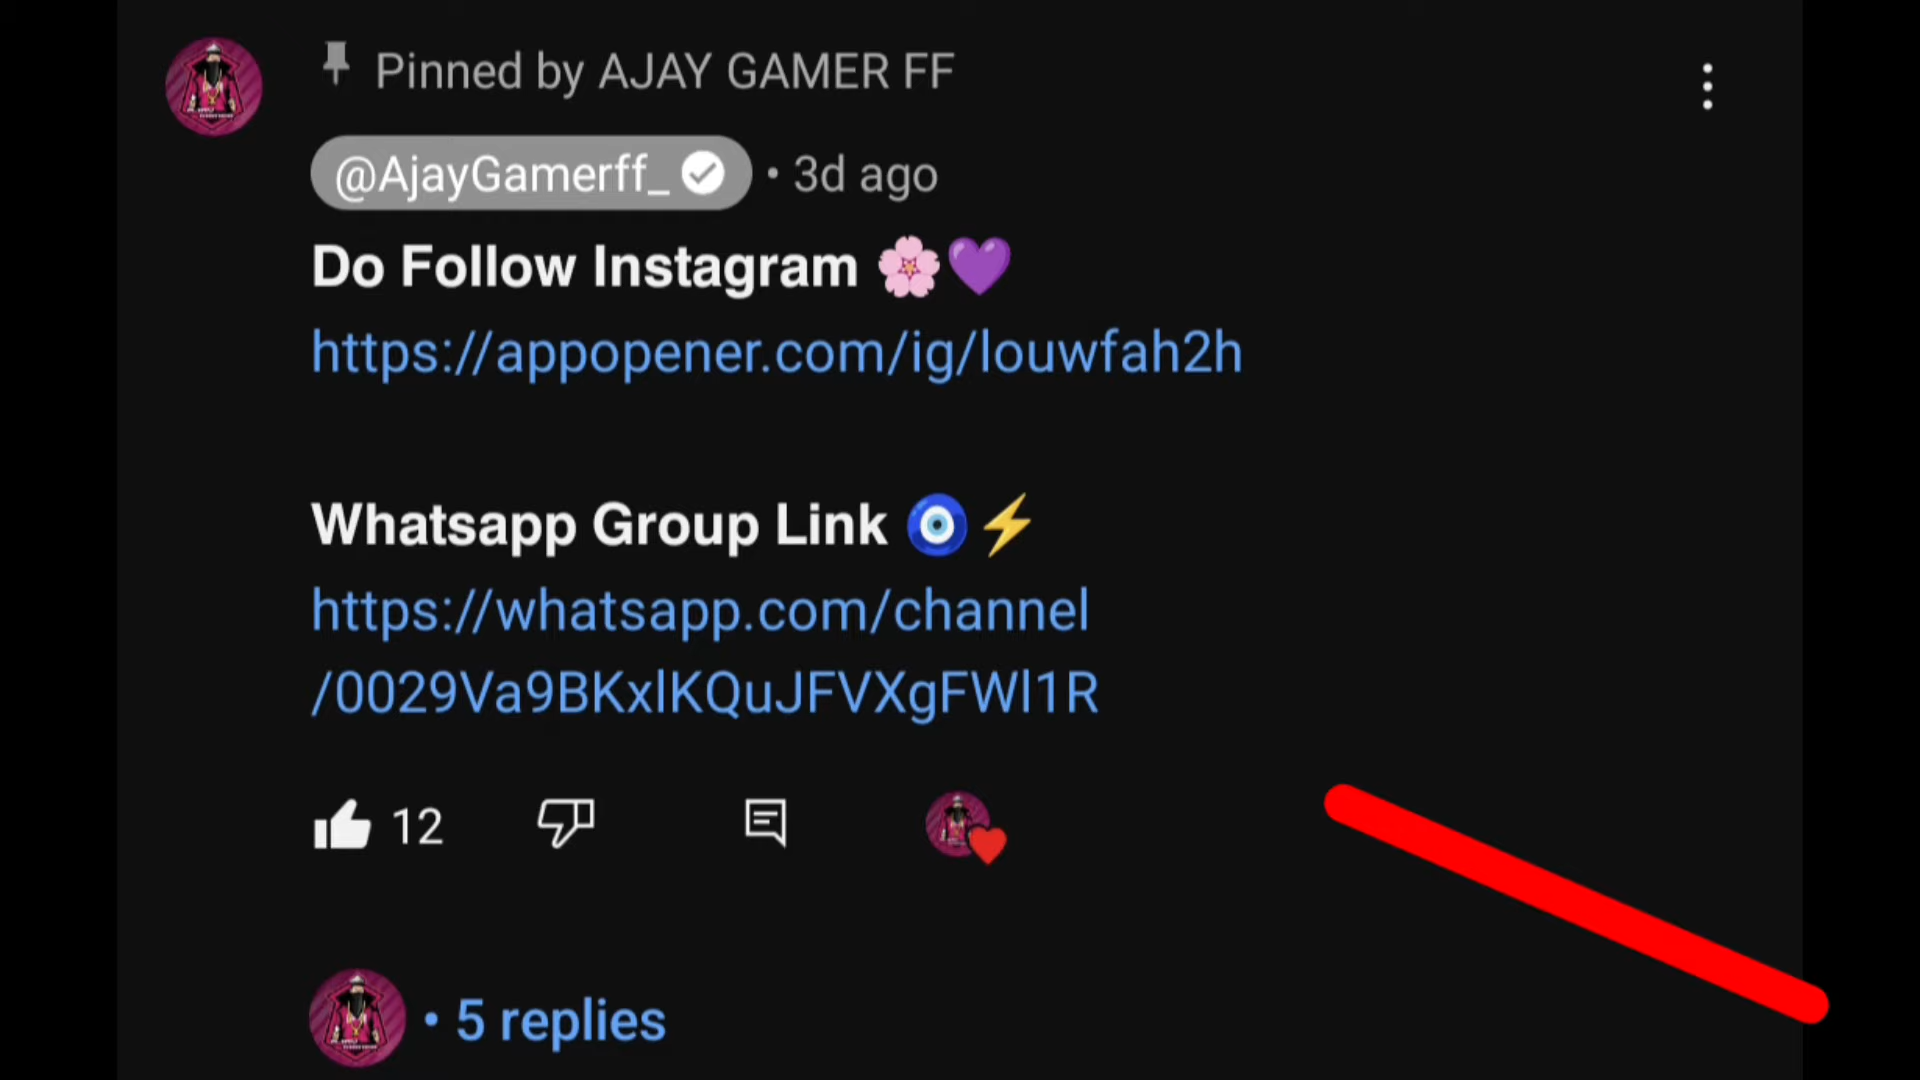 Pinned by AJAY GAMER FF
@AjayGamerff_ • 3d ago
Do Follow Instagram 🌸💜
https://appopener.com/ig/louwfah2h
Whatsapp Group Link 🧿⚡
https://whatsapp.com/channel
/0029Va9BKxlKQuJFVXgFWl1R
12
• 5 replies